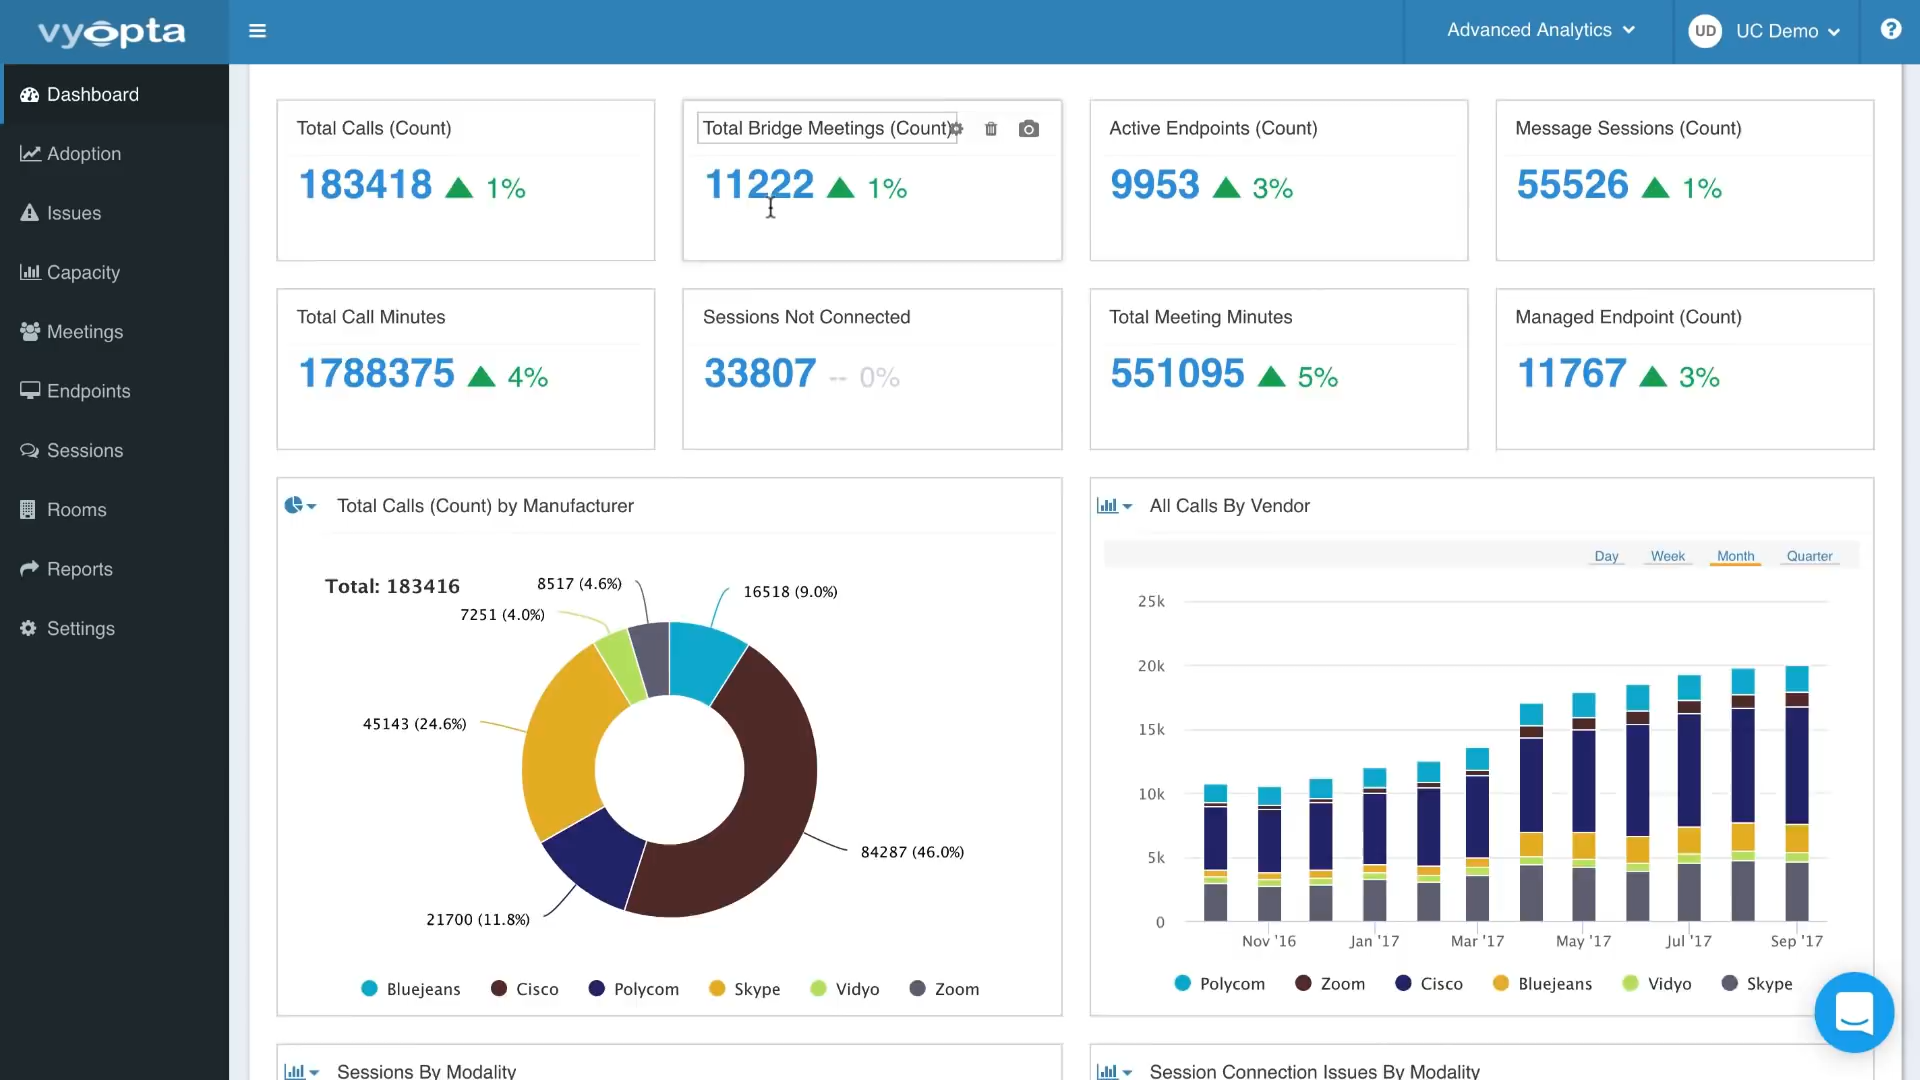 vyopta
Advanced Analytics
UD
UC Demo
?
Dashboard
Adoption
Issues
Capacity
Meetings
Endpoints
Sessions
Rooms
Reports
Settings
Total Calls (Count)
183418 1%
Total Bridge Meetings (Count)
11222 1%
Active Endpoints (Count)
9953 3%
Message Sessions (Count)
55526 1%
Total Call Minutes
1788375 4%
Sessions Not Connected
33807 -- 0%
Total Meeting Minutes
551095 5%
Managed Endpoint (Count)
11767 3%
Total Calls (Count) by Manufacturer
Total: 183416
8517 (4.6%)
16518 (9.0%)
7251 (4.0%)
45143 (24.6%)
84287 (46.0%)
21700 (11.8%)
Bluejeans Cisco Polycom Skype Vidyo Zoom
All Calls By Vendor
Day Week Month Quarter
25k
20k
15k
10k
5k
0
Nov '16 Jan '17 Mar '17 May '17 Jul '17 Sep '17
Polycom Zoom Cisco Bluejeans Vidyo Skype
Sessions By Modality
Session Connection Issues By Modality